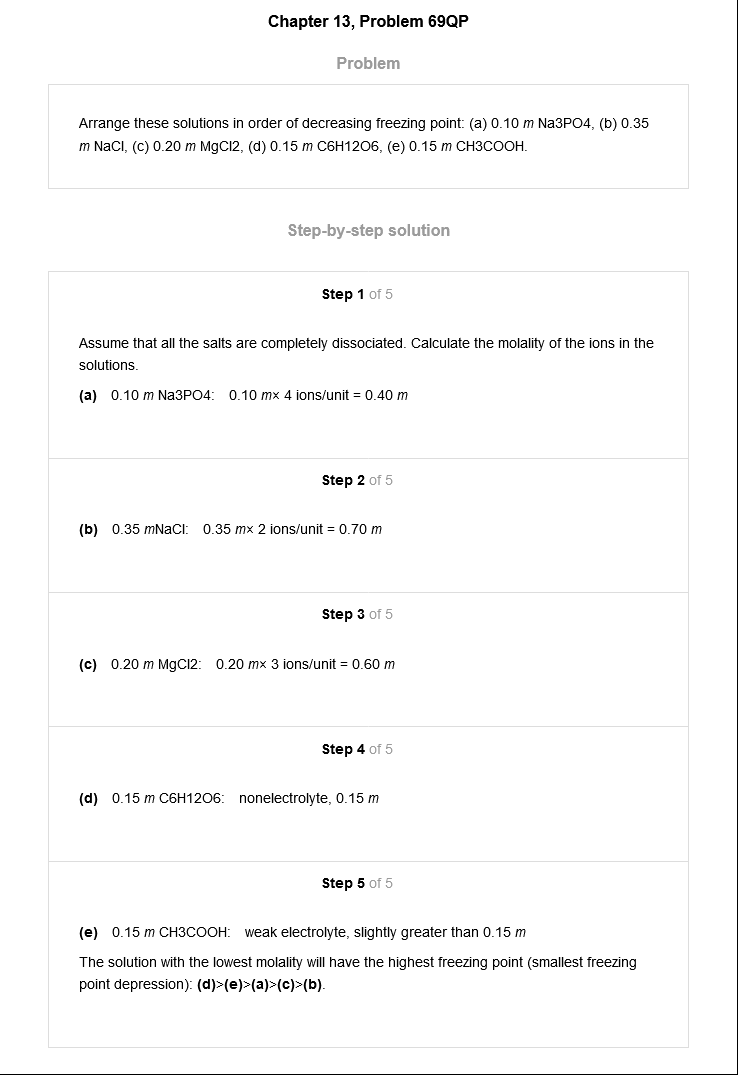 Chapter 13, Problem 69QP
Problem
Arrange these solutions in order of decreasing freezing point: (a) 0.10 m Na3PO4, (b) 0.35
m NaCl, (c) 0.20 m MgCl2, (d) 0.15 m C6H12O6, (e) 0.15 m CH3COOH.
Step-by-step solution
Step 1 of 5
Assume that all the salts are completely dissociated. Calculate the molality of the ions in the
solutions.
(a) 0.10 m Na3PO4: 0.10 m× 4 ions/unit = 0.40 m
Step 2 of 5
(b) 0.35 mNaCl: 0.35 m× 2 ions/unit = 0.70 m
Step 3 of 5
(c) 0.20 m MgCl2: 0.20 m× 3 ions/unit = 0.60 m
Step 4 of 5
(d) 0.15 m C6H12O6: nonelectrolyte, 0.15 m
Step 5 of 5
(e) 0.15 m CH3COOH: weak electrolyte, slightly greater than 0.15 m
The solution with the lowest molality will have the highest freezing point (smallest freezing
point depression): (d)>(e)>(a)>(c)>(b).